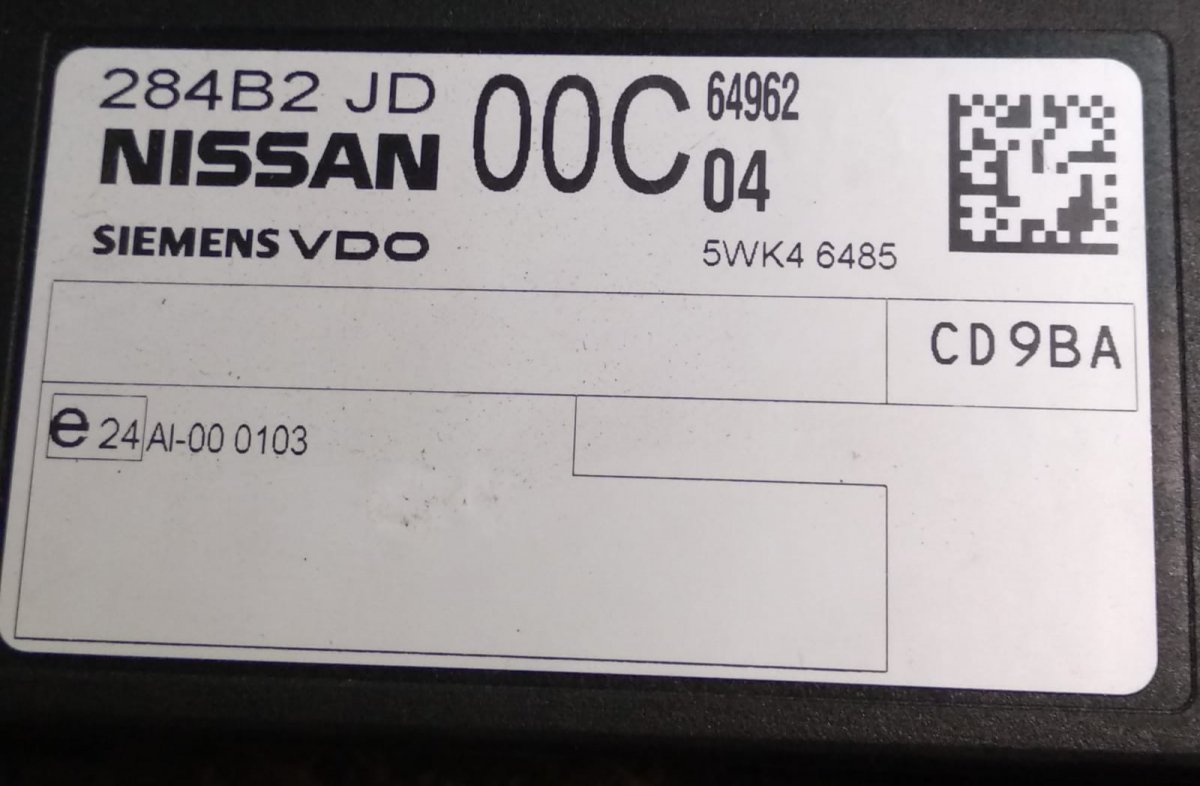 284B2 JD 00C 64962
NISSAN 04
SIEMENS VDO 5WK4 6485
CD9BA
e 24 AI-00 0103